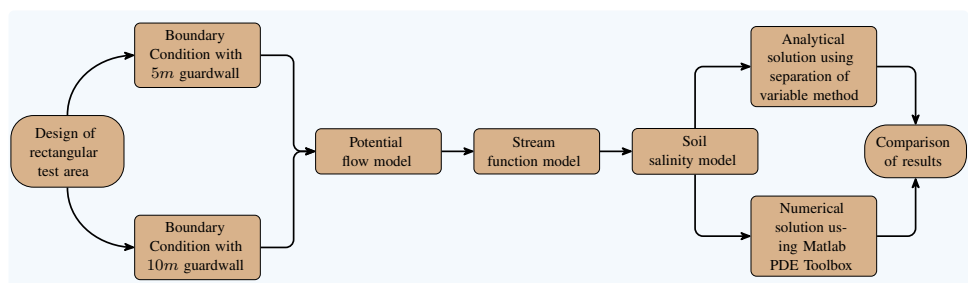 Design of
rectangular
test area
Boundary
Condition with
5m guardwall
Boundary
Condition with
10m guardwall
Potential
flow model
Stream
function model
Soil
salinity model
Analytical
solution using
separation of
variable method
Numerical
solution us-
ing Matlab
PDE Toolbox
Comparison
of results